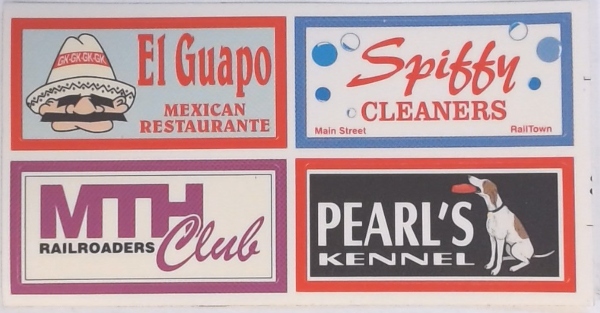 GK-GK-GK-GK
El Guapo
MEXICAN
RESTAURANTE
Spiffy
CLEANERS
Main Street
RailTown
MTH
RAILROADERS
Club
PEARL'S
KENNEL